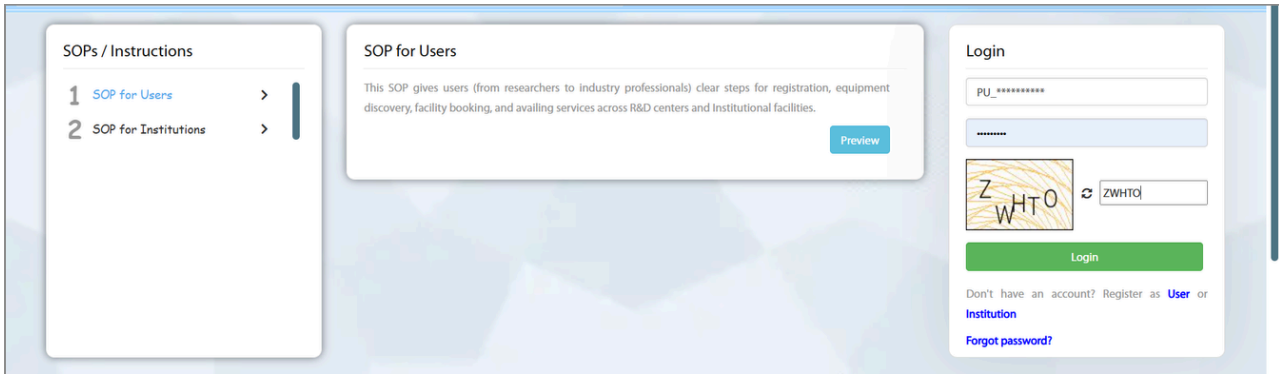 SOPs / Instructions
1 SOP for Users
2 SOP for Institutions
SOP for Users
This SOP gives users (from researchers to industry professionals) clear steps for registration, equipment
discovery, facility booking, and availing services across R&D centers and Institutional facilities.
Preview
Login
PU_**********
•••••••••
ZWHTO
ZWHTO
Login
Don't have an account? Register as User or
Institution
Forgot password?